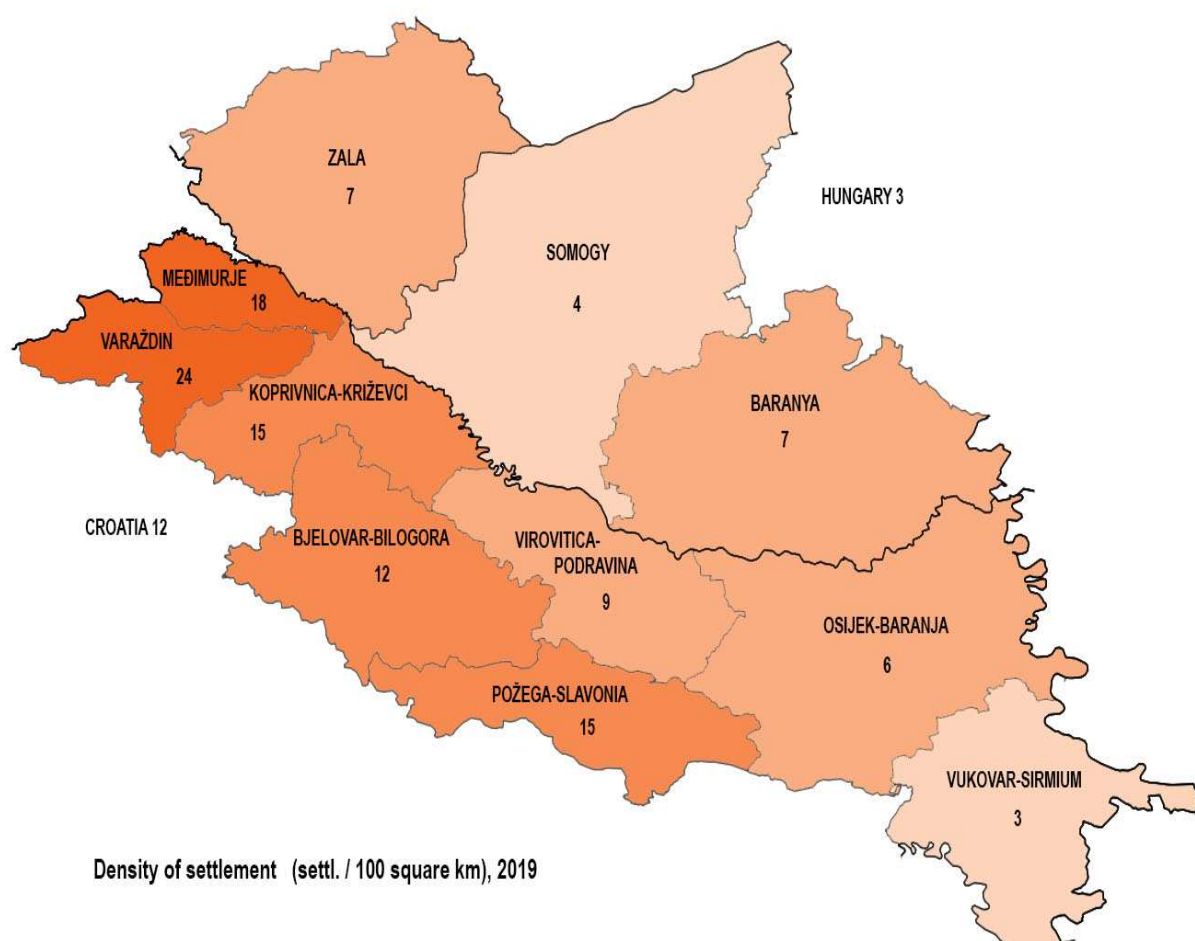 ZALA
7
HUNGARY 3
SOMOGY
4
MEĐIMURJE
18
VARAŽDIN
24
KOPRIVNICA-KRIŽEVCI
15
BARANYA
7
CROATIA 12
BJELOVAR-BILOGORA
12
VIROVITICA-
PODRAVINA
9
OSIJEK-BARANJA
6
POŽEGA-SLAVONIA
15
VUKOVAR-SIRMIUM
3
Density of settlement (settl. / 100 square km), 2019